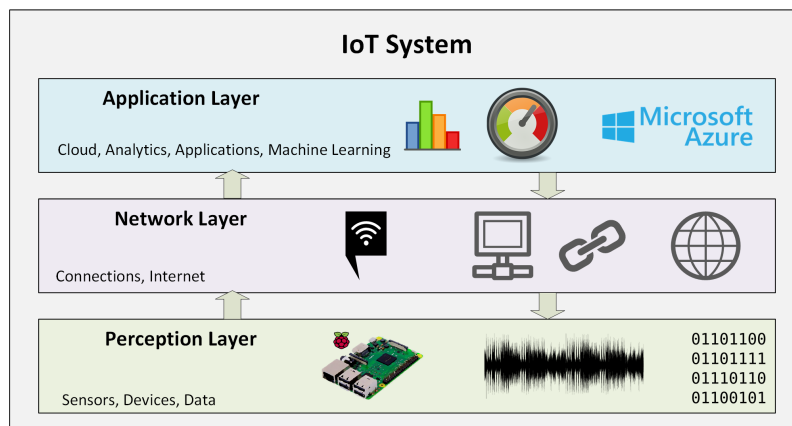 IoT System
Application Layer
Cloud, Analytics, Applications, Machine Learning
Microsoft
Azure
Network Layer
Connections, Internet
Perception Layer
Sensors, Devices, Data
01101100
01101111
01110110
01100101